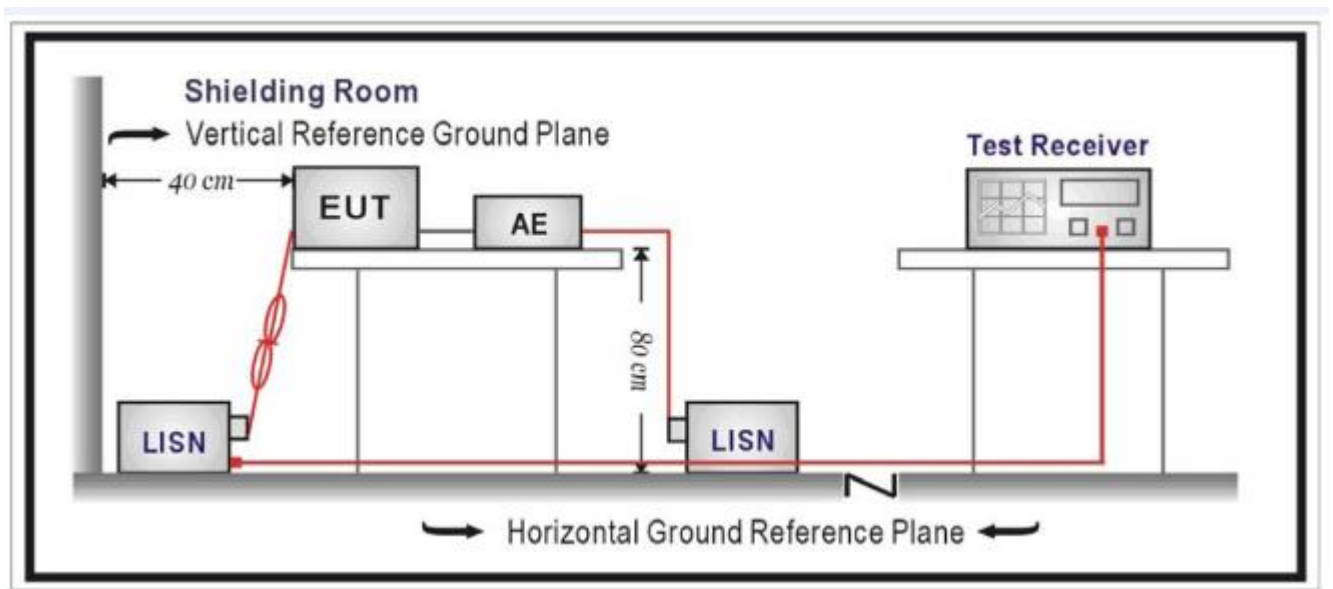 Shielding Room
Vertical Reference Ground Plane
Test Receiver
40 cm
EUT
AE
80 cm
LISN
LISN
Horizontal Ground Reference Plane